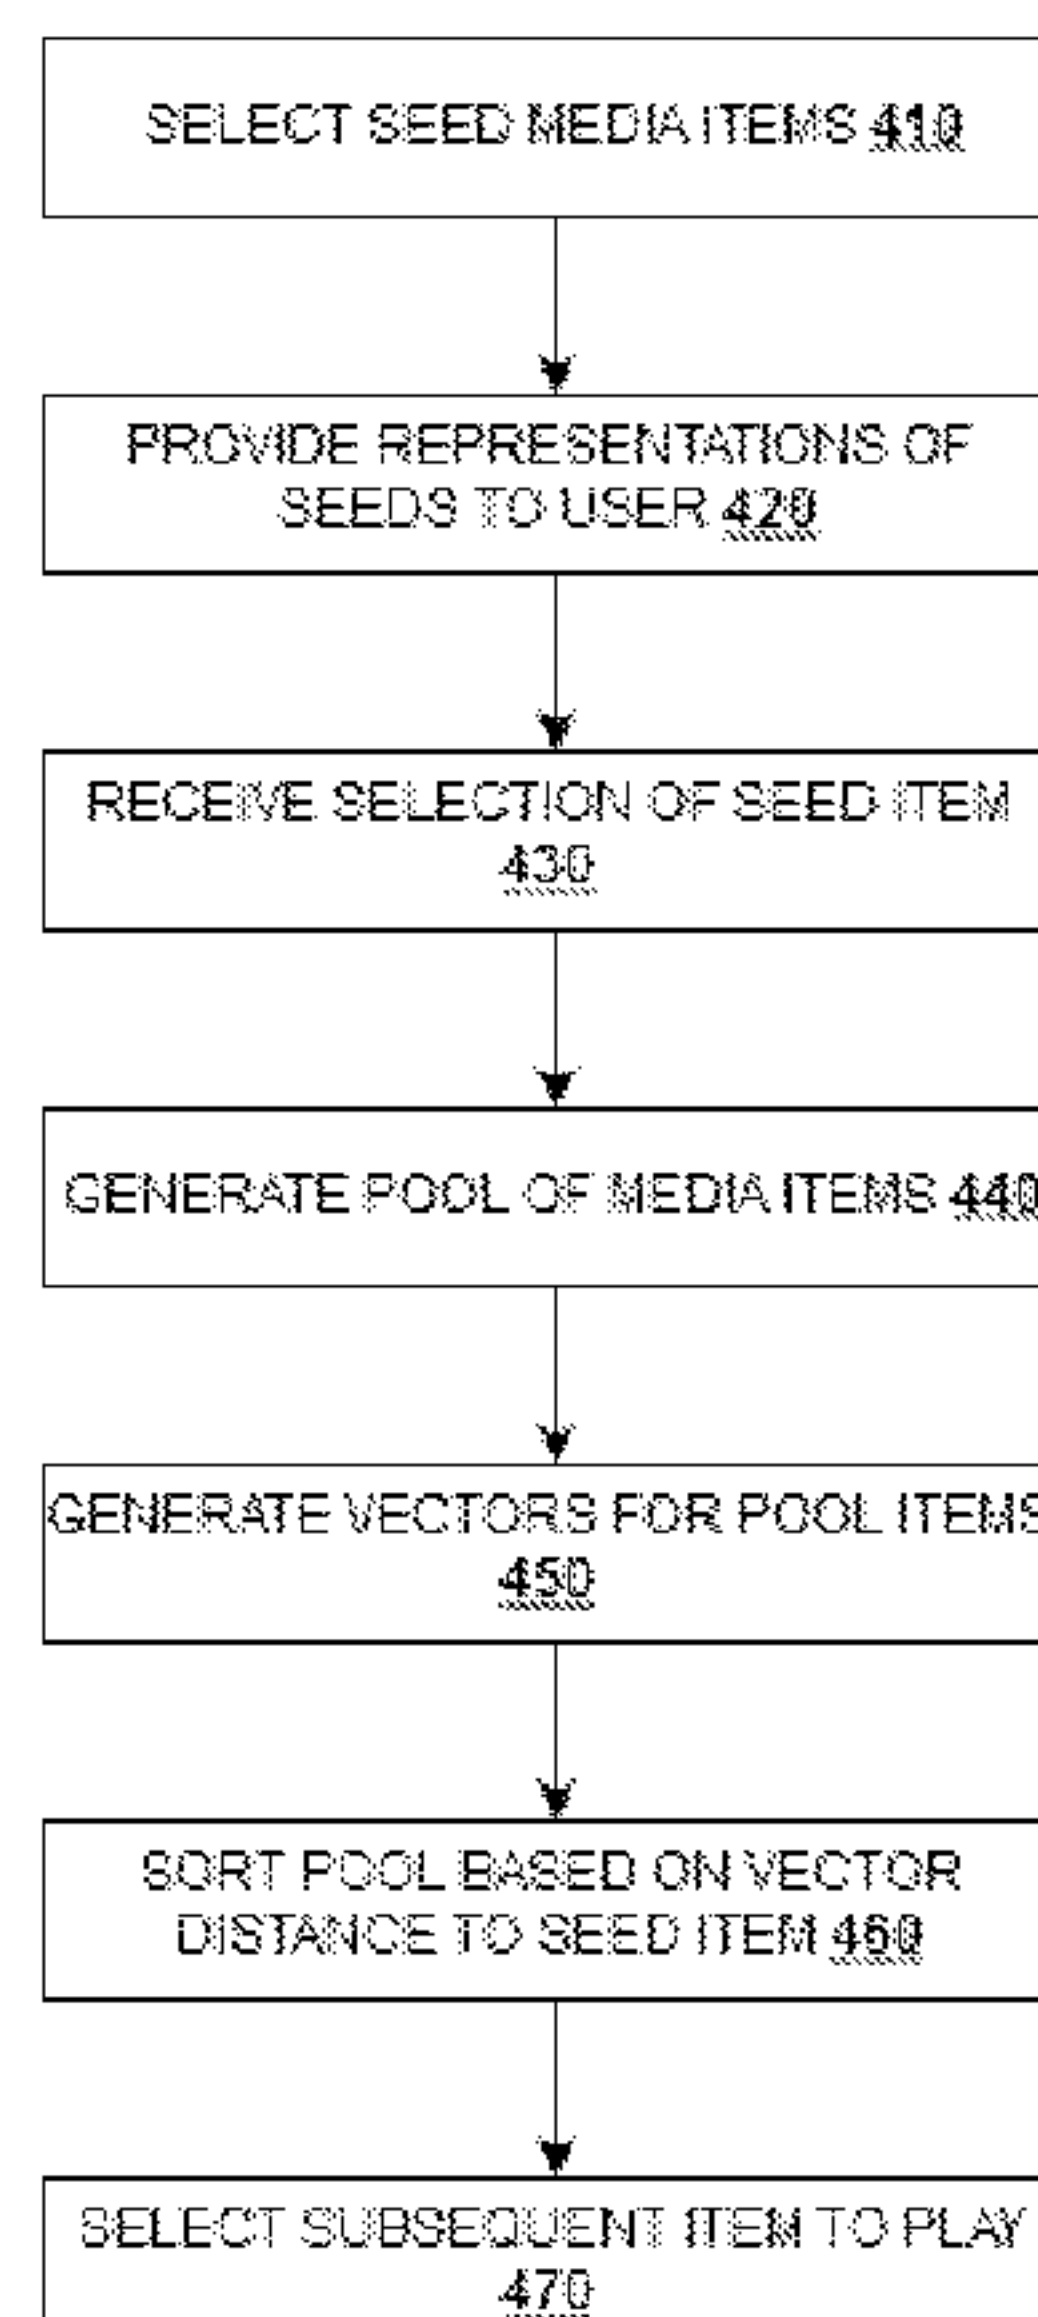 SELECT SEED MEDIA ITEMS 410
PROVIDE REPRESENTATIONS OF
SEEDS TO USER 420
RECEIVE SELECTION OF SEED ITEM
430
GENERATE POOL OF MEDIA ITEMS 440
GENERATE VECTORS FOR POOL ITEMS
450
SORT POOL BASED ON VECTOR
DISTANCE TO SEED ITEM 460
SELECT SUBSEQUENT ITEM TO PLAY
470